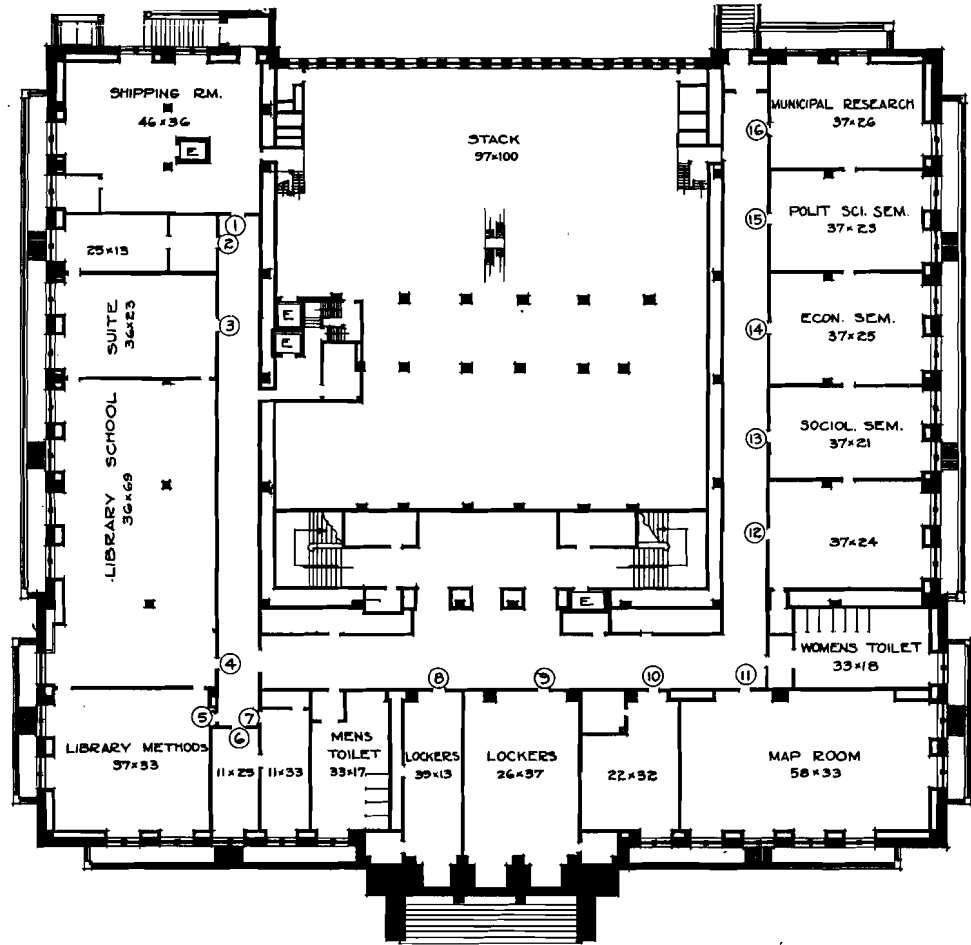 SHIPPING RM.
46×36
E
STACK
97×100
MUNICIPAL RESEARCH
37×26
16
25×13
1
2
POLIT SCI. SEM.
37×23
15
SUITE
36×23
3
E
E
ECON. SEM.
37×25
14
LIBRARY SCHOOL
36×69
SOCIOL. SEM.
37×21
13
37×24
12
E
WOMENS TOILET
33×18
4
8
9
10
11
5
7
6
LIBRARY METHODS
37×33
11×25
11×33
MENS
TOILET
33×17
LOCKERS
39×13
LOCKERS
26×37
22×32
MAP ROOM
58×33